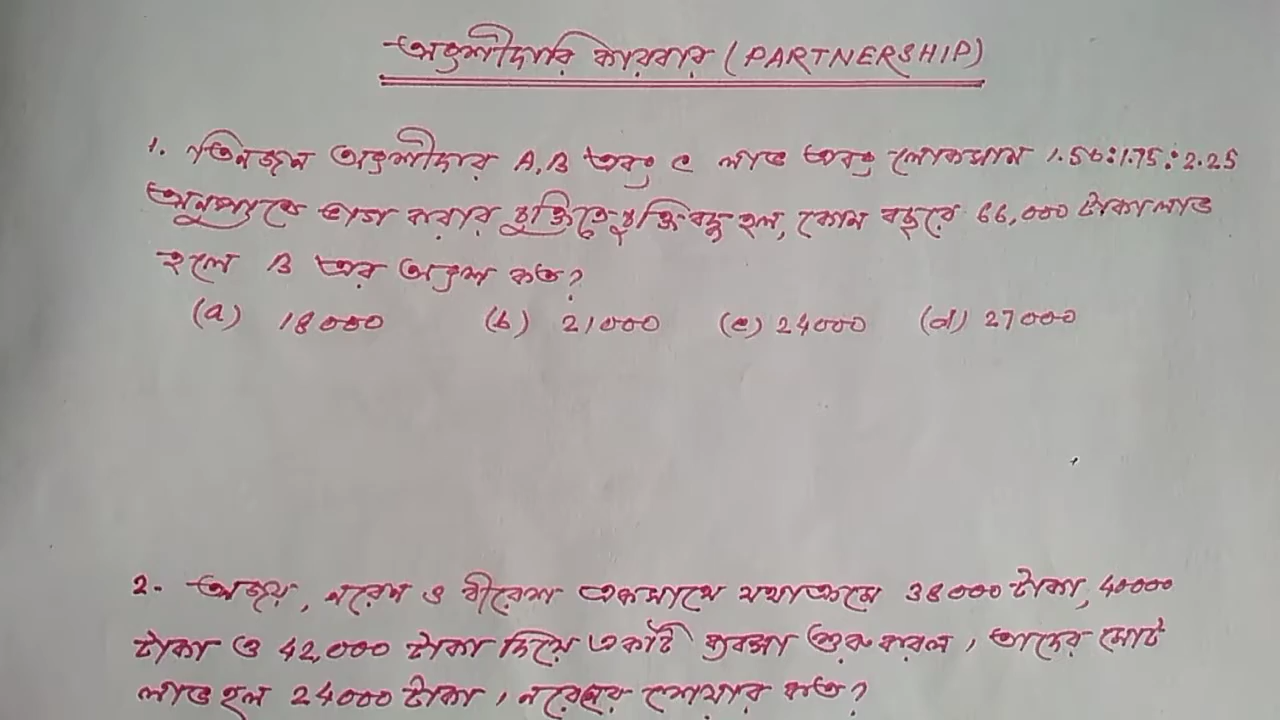 অংশীদারি কারবার (PARTNERSHIP)
1. তিনজন অংশীদার A, B এবং C লাভ এবং লোকসান 1.50:1.75:2.25
অনুপাতে ভাগ করার চুক্তিতে চুক্তিবদ্ধ হল, কোন বছরে 66,000 টাকা লাভ
হলে B এর অংশ কত?
(a) 18000 (b) 21000 (c) 24000 (d) 27000
2. অজয়, নরেশ ও বীরেশ একসাথে যথাক্রমে 38000 টাকা, 40000
টাকা ও 42,000 টাকা দিয়ে একটি ব্যবসা শুরু করল, তাদের মোট
লাভ হল 24000 টাকা, নরেশের শেয়ার কত?